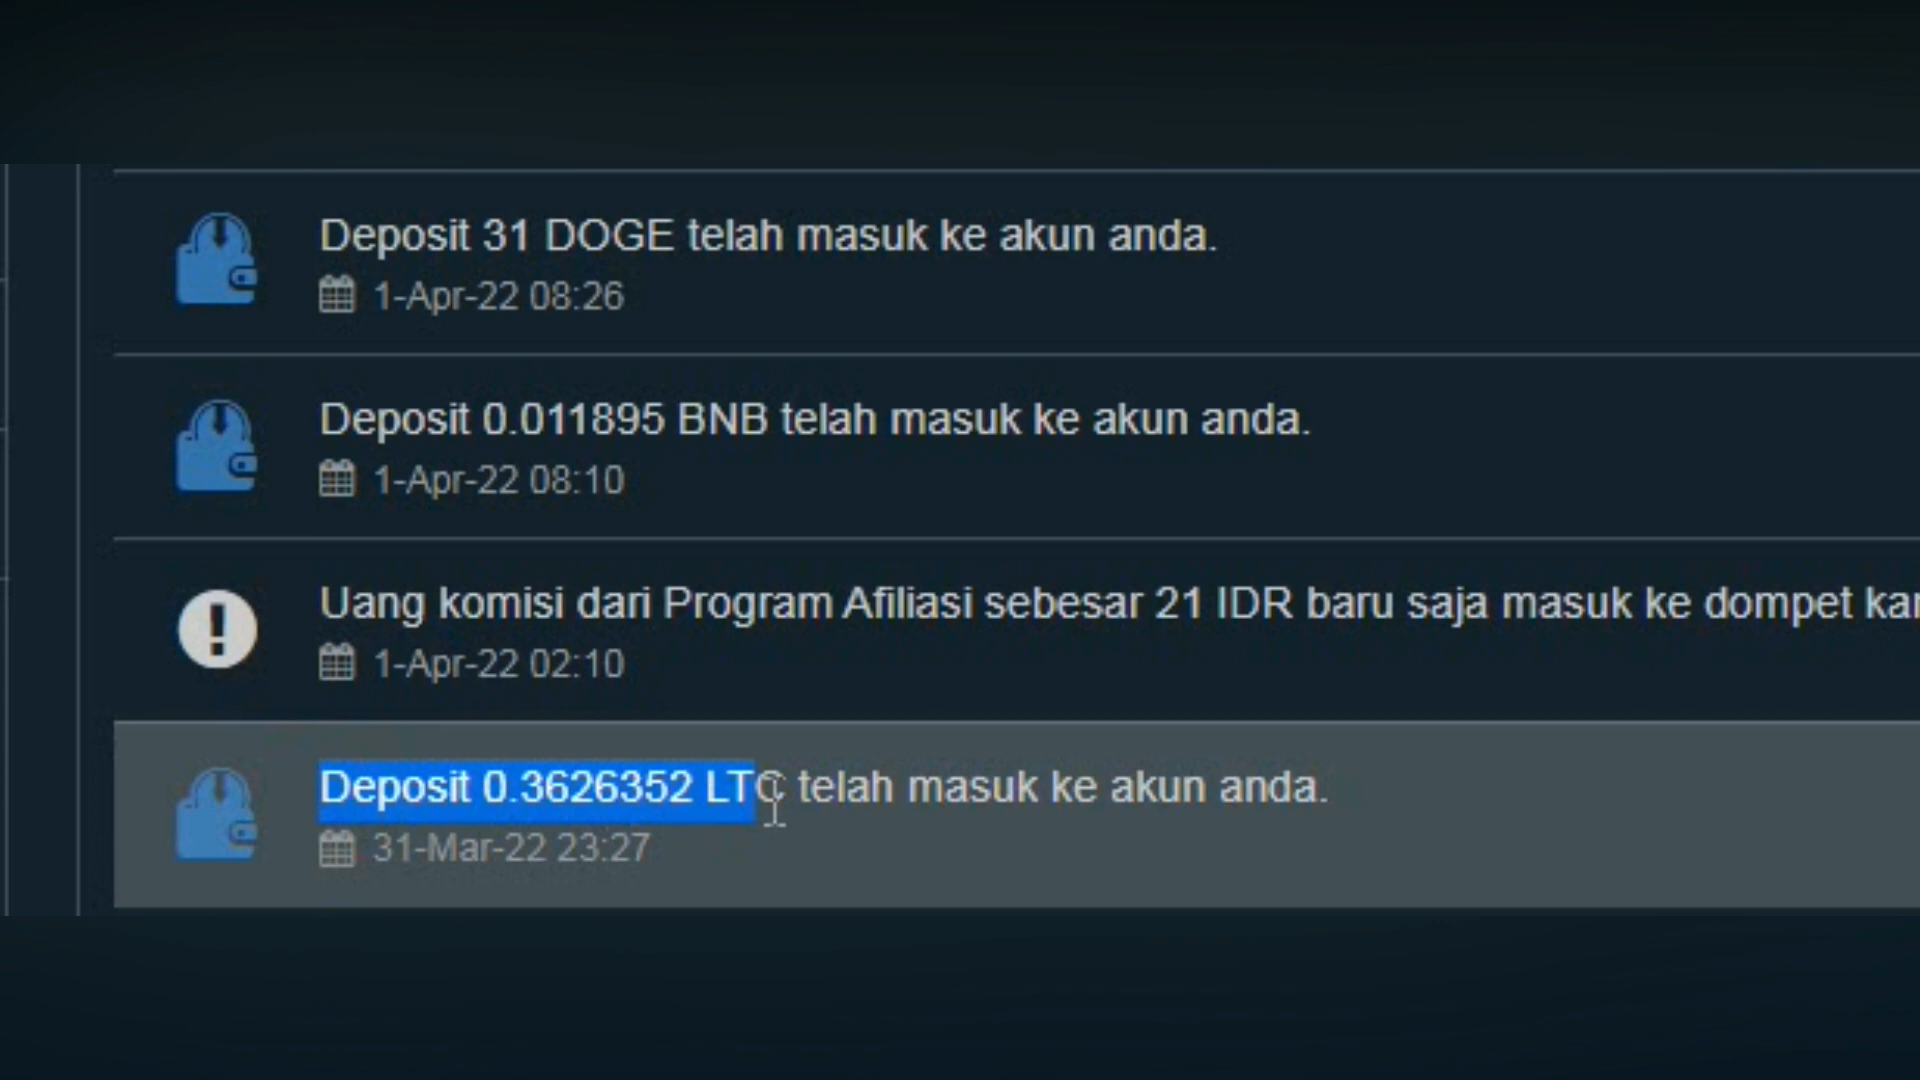 Deposit 31 DOGE telah masuk ke akun anda.
1-Apr-22 08:26
Deposit 0.011895 BNB telah masuk ke akun anda.
1-Apr-22 08:10
Uang komisi dari Program Afiliasi sebesar 21 IDR baru saja masuk ke dompet
1-Apr-22 02:10
Deposit 0.3626352 LTC telah masuk ke akun anda.
31-Mar-22 23:27